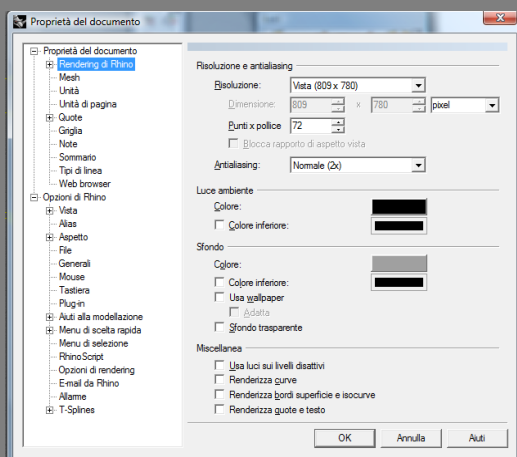 Proprietà del documento
Proprietà del documento
Rendering di Rhino
Mesh
Unità
Unità di pagina
Quote
Griglia
Note
Sommario
Tipi di linea
Web browser
Opzioni di Rhino
Vista
Alias
Aspetto
File
Generali
Mouse
Tastiera
Plug-in
Aiuti alla modellazione
Menu di scelta rapida
Menu di selezione
RhinoScript
Opzioni di rendering
E-mail da Rhino
Allarme
T-Splines
Risoluzione e antialiasing
Risoluzione: Vista (809 x 780)
Dimensione: 809 x 780 pixel
Punti x pollice 72
Blocca rapporto di aspetto vista
Antialiasing: Normale (2x)
Luce ambiente
Colore:
Colore inferiore:
Sfondo
Colore:
Colore inferiore:
Usa wallpaper
Adatta
Sfondo trasparente
Miscellanea
Usa luci sui livelli disattivi
Renderizza curve
Renderizza bordi superficie e isocurve
Renderizza quote e testo
OK Annulla Aiuti